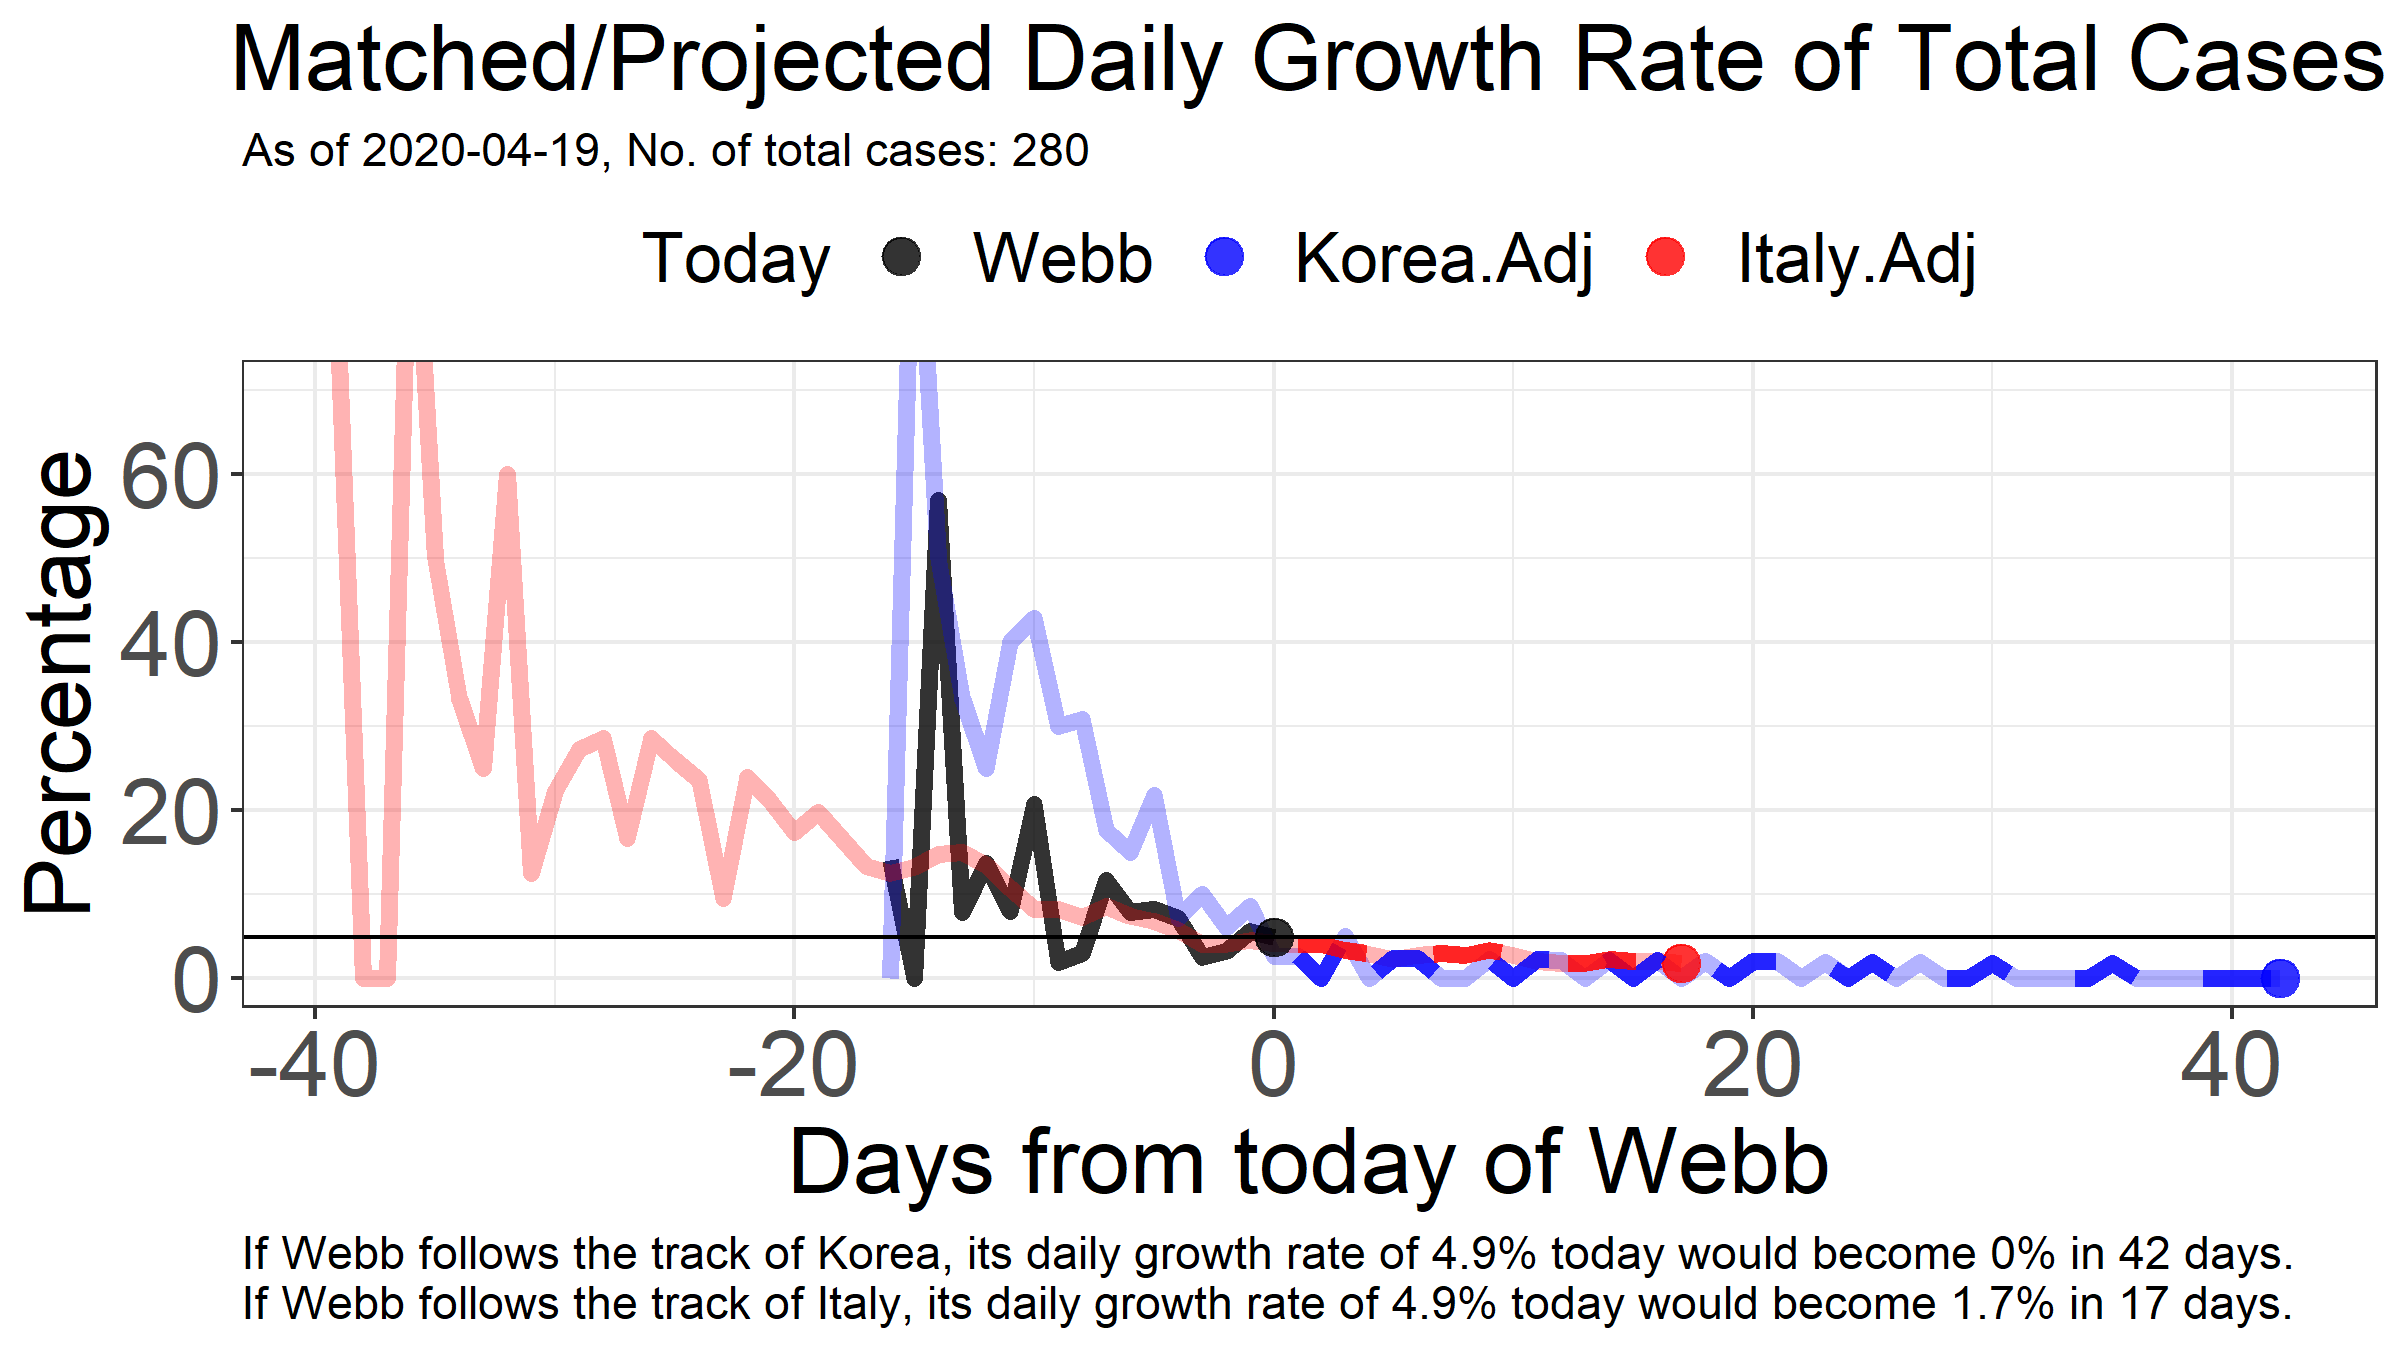 Matched/Projected Daily Growth Rate of Total Cases
As of 2020-04-19, No. of total cases: 280
Today Webb Korea.Adj Italy.Adj
Percentage
60
40
20
0
-40 -20 0 20 40
Days from today of Webb
If Webb follows the track of Korea, its daily growth rate of 4.9% today would become 0% in 42 days.
If Webb follows the track of Italy, its daily growth rate of 4.9% today would become 1.7% in 17 days.